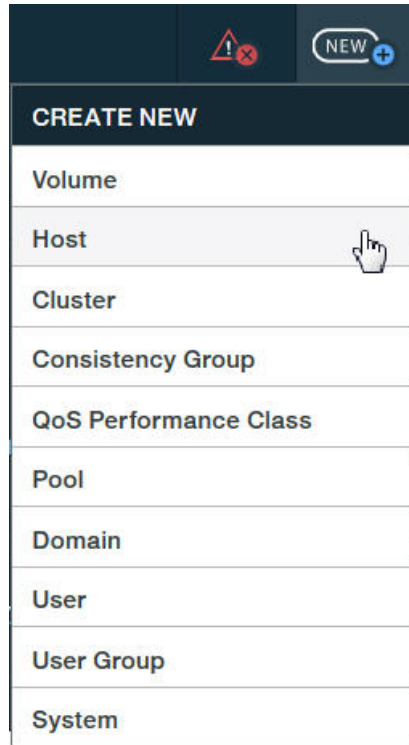 NEW
CREATE NEW
Volume
Host
Cluster
Consistency Group
QoS Performance Class
Pool
Domain
User
User Group
System